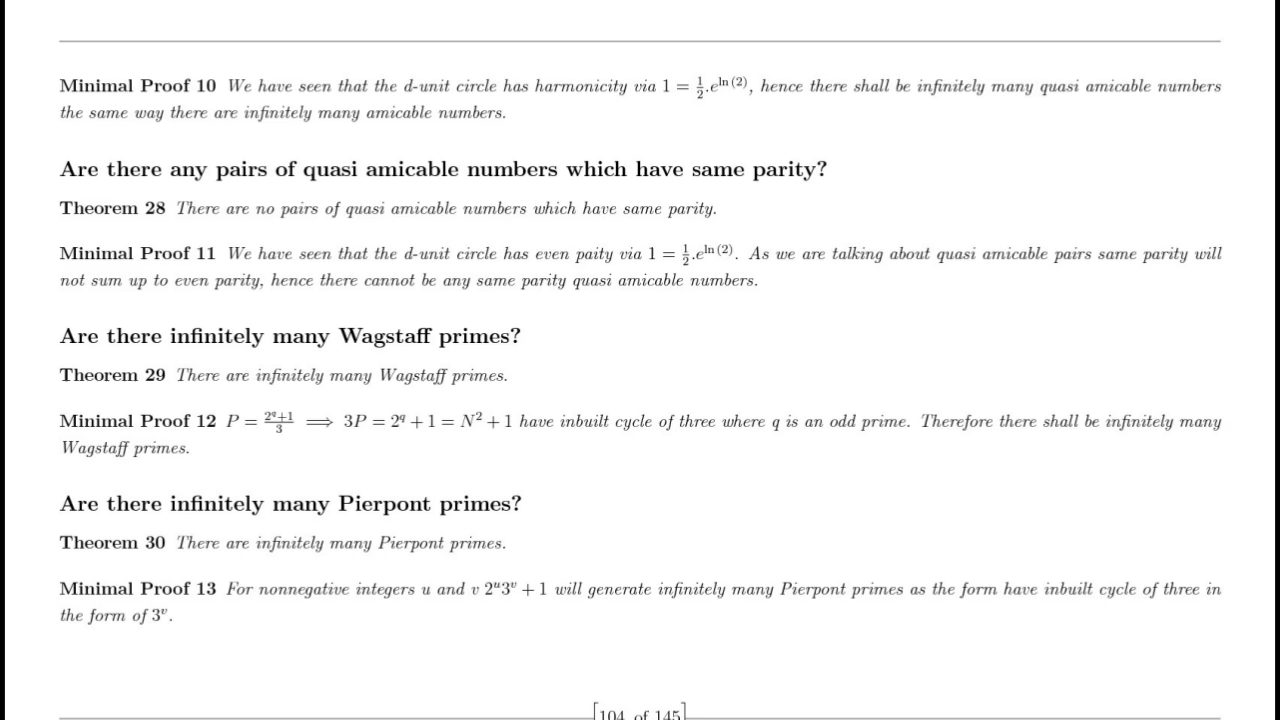 Minimal Proof 10 We have seen that the d-unit circle has harmonicity via 1 = ½.e^{ln(2)}, hence there shall be infinitely many quasi amicable numbers
the same way there are infinitely many amicable numbers.
Are there any pairs of quasi amicable numbers which have same parity?
Theorem 28 There are no pairs of quasi amicable numbers which have same parity.
Minimal Proof 11 We have seen that the d-unit circle has even paity via 1 = ½.e^{ln(2)}. As we are talking about quasi amicable pairs same parity will
not sum up to even parity, hence there cannot be any same parity quasi amicable numbers.
Are there infinitely many Wagstaff primes?
Theorem 29 There are infinitely many Wagstaff primes.
Minimal Proof 12 P = (2^q+1)/3 ⟹ 3P = 2^q + 1 = N² + 1 have inbuilt cycle of three where q is an odd prime. Therefore there shall be infinitely many
Wagstaff primes.
Are there infinitely many Pierpont primes?
Theorem 30 There are infinitely many Pierpont primes.
Minimal Proof 13 For nonnegative integers u and v 2^u3^v + 1 will generate infinitely many Pierpont primes as the form have inbuilt cycle of three in
the form of 3^v.
[104 of 145]